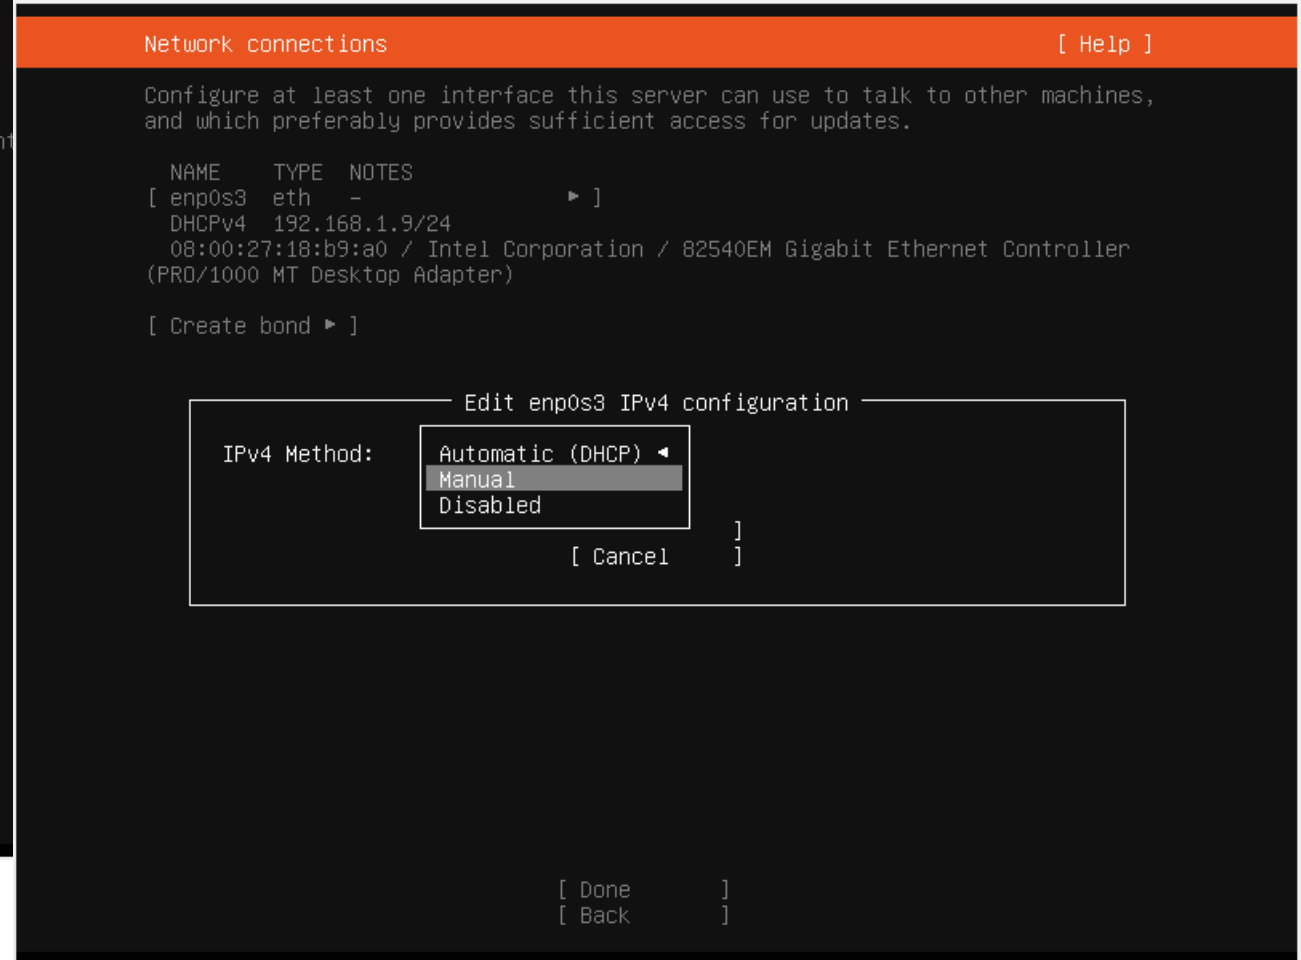 Network connections [ Help ]
Configure at least one interface this server can use to talk to other machines,
and which preferably provides sufficient access for updates.
NAME TYPE NOTES
[ enp0s3 eth - ▸ ]
DHCPv4 192.168.1.9/24
08:00:27:18:b9:a0 / Intel Corporation / 82540EM Gigabit Ethernet Controller
(PRO/1000 MT Desktop Adapter)
[ Create bond ▸ ]
Edit enp0s3 IPv4 configuration
IPv4 Method: Automatic (DHCP) ◂
Manual
Disabled
]
[ Cancel ]
[ Done ]
[ Back ]